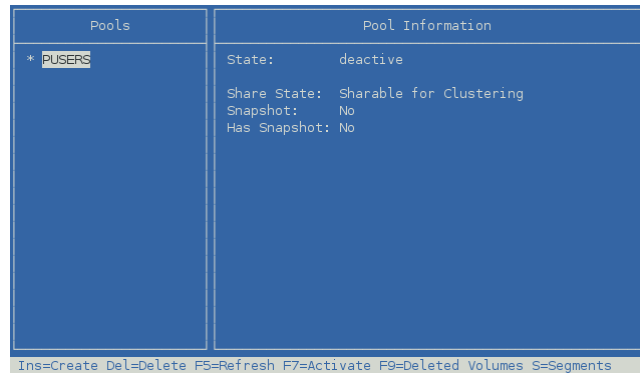 Pools
Pool Information
* PUSERS
State: deactive
Share State: Sharable for Clustering
Snapshot: No
Has Snapshot: No
Ins=Create Del=Delete F5=Refresh F7=Activate F9=Deleted Volumes S=Segments